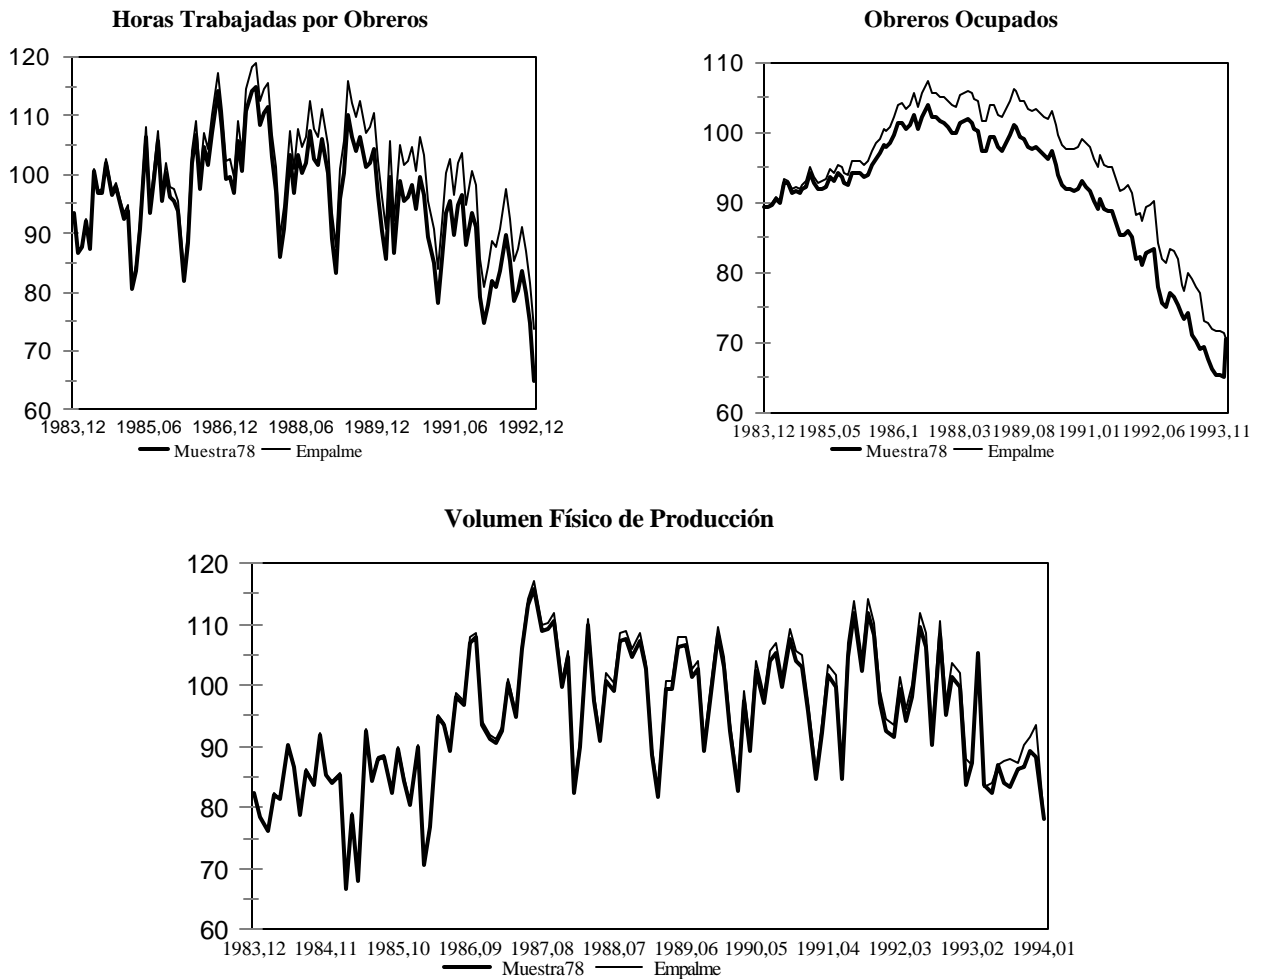 Horas Trabajadas por Obreros
120
110
100
90
80
70
60
1983,12 1985,06 1986,12 1988,06 1989,12 1991,06 1992,12
Muestra78 Empalme
Obreros Ocupados
110
100
90
80
70
60
1983,12 1985,05 1986,1 1988,03 1989,08 1991,01 1992,06 1993,11
Muestra78 Empalme
Volumen Físico de Producción
120
110
100
90
80
70
60
1983,12 1984,11 1985,10 1986,09 1987,08 1988,07 1989,06 1990,05 1991,04 1992,03 1993,02 1994,01
Muestra78 Empalme